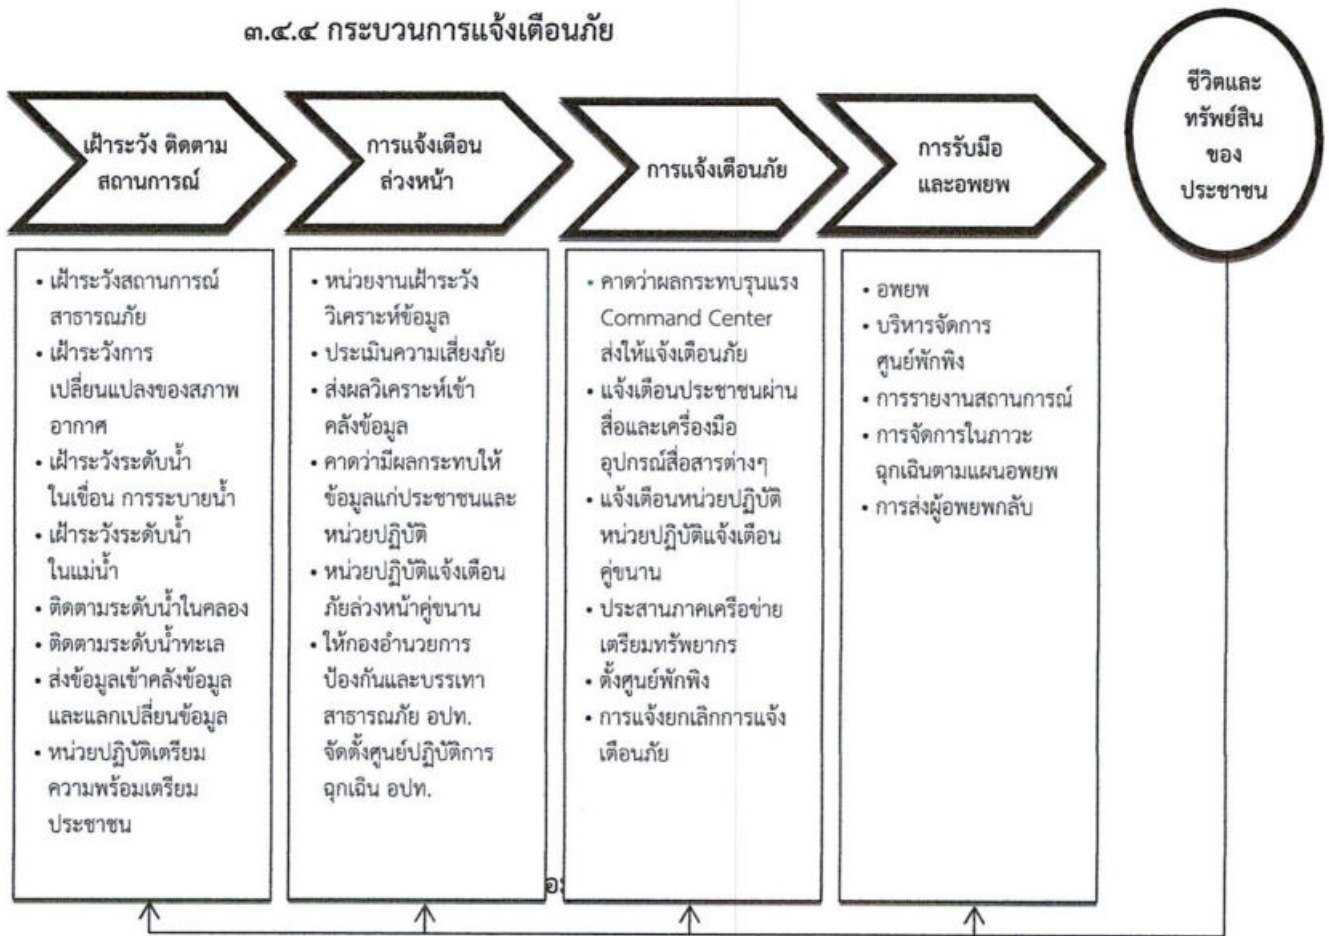 ๓.๔.๔ กระบวนการแจ้งเตือนภัย
เฝ้าระวัง ติดตาม
สถานการณ์
การแจ้งเตือน
ล่วงหน้า
การแจ้งเตือนภัย
การรับมือ
และอพยพ
ชีวิตและ
ทรัพย์สิน
ของ
ประชาชน
• เฝ้าระวังสถานการณ์
สาธารณภัย
• เฝ้าระวังการ
เปลี่ยนแปลงของสภาพ
อากาศ
• เฝ้าระวังระดับน้ำ
ในเขื่อน การระบายน้ำ
• เฝ้าระวังระดับน้ำ
ในแม่น้ำ
• ติดตามระดับน้ำในคลอง
• ติดตามระดับน้ำทะเล
• ส่งข้อมูลเข้าคลังข้อมูล
และแลกเปลี่ยนข้อมูล
• หน่วยปฏิบัติเตรียม
ความพร้อมเตรียม
ประชาชน
• หน่วยงานเฝ้าระวัง
วิเคราะห์ข้อมูล
• ประเมินความเสี่ยงภัย
• ส่งผลวิเคราะห์เข้า
คลังข้อมูล
• คาดว่ามีผลกระทบให้
ข้อมูลแก่ประชาชนและ
หน่วยปฏิบัติ
• หน่วยปฏิบัติแจ้งเตือน
ภัยล่วงหน้าคู่ขนาน
• ให้กองอำนวยการ
ป้องกันและบรรเทา
สาธารณภัย อปท.
จัดตั้งศูนย์ปฏิบัติการ
ฉุกเฉิน อปท.
• คาดว่าผลกระทบรุนแรง
Command Center
ส่งให้แจ้งเตือนภัย
• แจ้งเตือนประชาชนผ่าน
สื่อและเครื่องมือ
อุปกรณ์สื่อสารต่างๆ
• แจ้งเตือนหน่วยปฏิบัติ
หน่วยปฏิบัติแจ้งเตือน
คู่ขนาน
• ประสานภาคเครือข่าย
เตรียมทรัพยากร
• ตั้งศูนย์พักพิง
• การแจ้งยกเลิกการแจ้ง
เตือนภัย
• อพยพ
• บริหารจัดการ
ศูนย์พักพิง
• การรายงานสถานการณ์
• การจัดการในภาวะ
ฉุกเฉินตามแผนอพยพ
• การส่งผู้อพยพกลับ